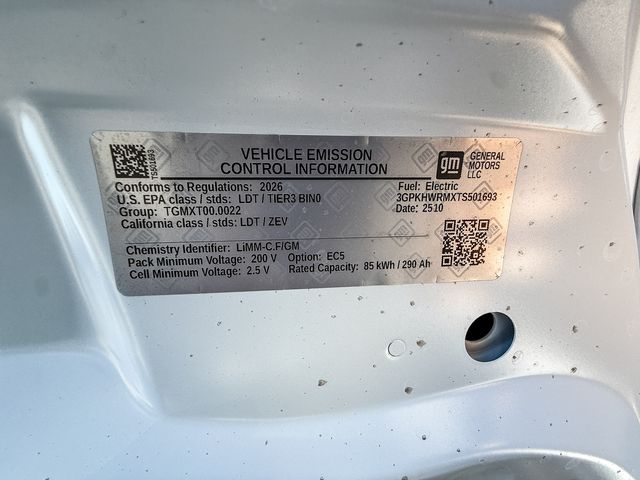 VEHICLE EMISSION
CONTROL INFORMATION
gm
GENERAL
MOTORS
LLC
TS501693
Conforms to Regulations: 2026
U.S. EPA class / stds: LDT / TIER3 BIN0
Group: TGMXT00.0022
California class / stds: LDT / ZEV
Fuel: Electric
3GPKHWRMXTS501693
Date: 2510
Chemistry Identifier: LiMM-C.F/GM
Pack Minimum Voltage: 200 V Option: EC5
Cell Minimum Voltage: 2.5 V Rated Capacity: 85 kWh / 290 Ah